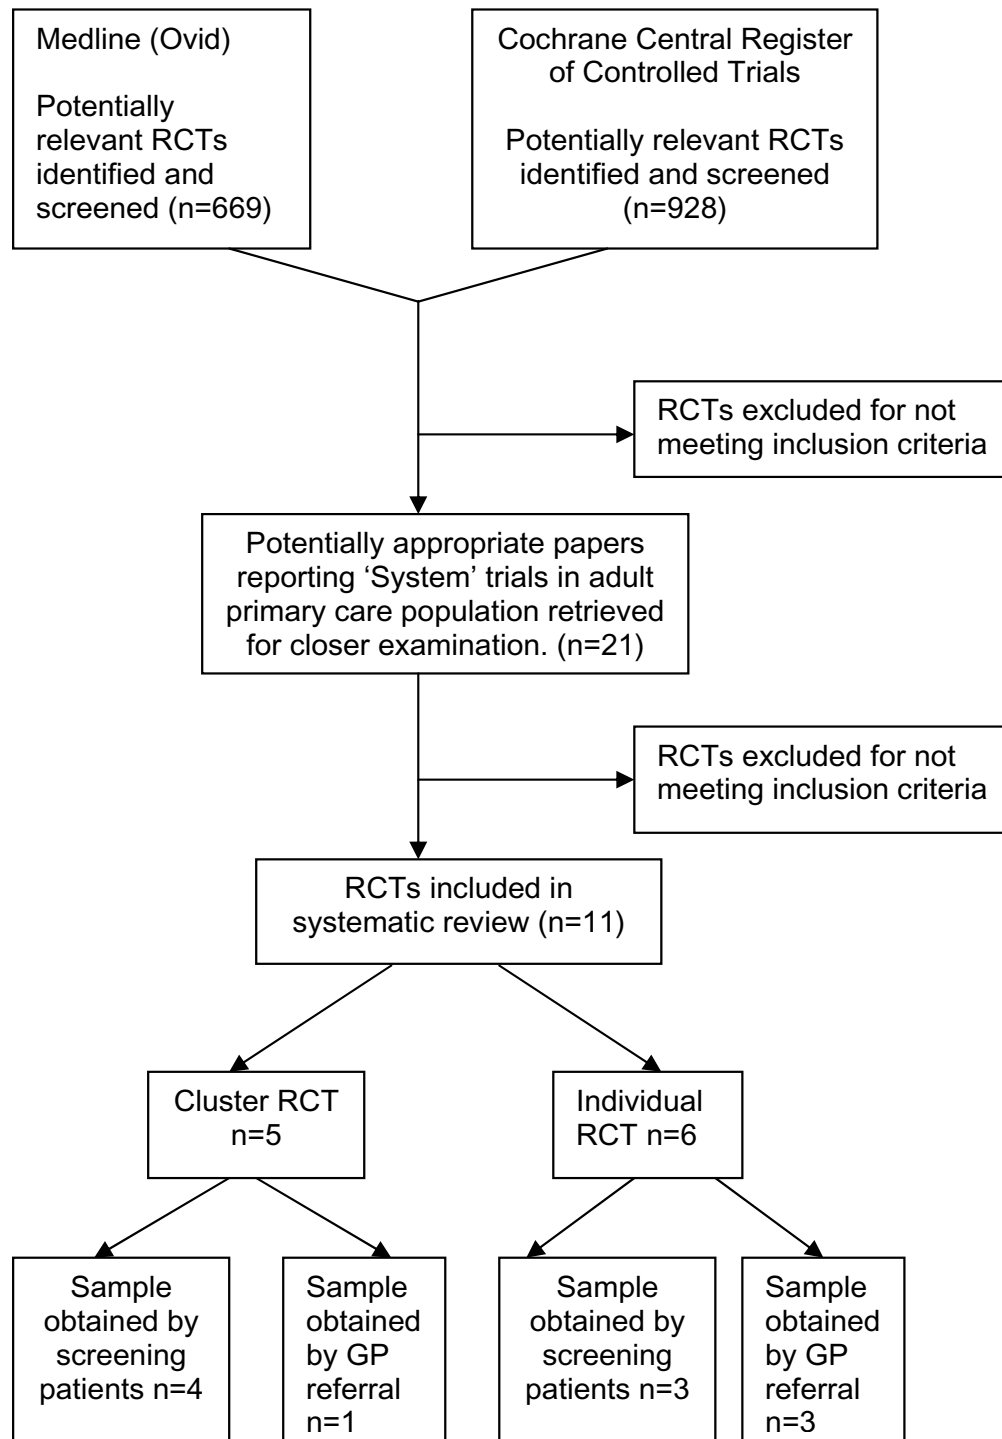 Medline (Ovid)
Potentially
relevant RCTs
identified and
screened (n=669)
Cochrane Central Register
of Controlled Trials
Potentially relevant RCTs
identified and screened
(n=928)
RCTs excluded for not
meeting inclusion criteria
Potentially appropriate papers
reporting ‘System’ trials in adult
primary care population retrieved
for closer examination. (n=21)
RCTs excluded for not
meeting inclusion criteria
RCTs included in
systematic review (n=11)
Cluster RCT
n=5
Individual
RCT n=6
Sample
obtained by
screening
patients n=4
Sample
obtained
by GP
referral
n=1
Sample
obtained by
screening
patients n=3
Sample
obtained
by GP
referral
n=3